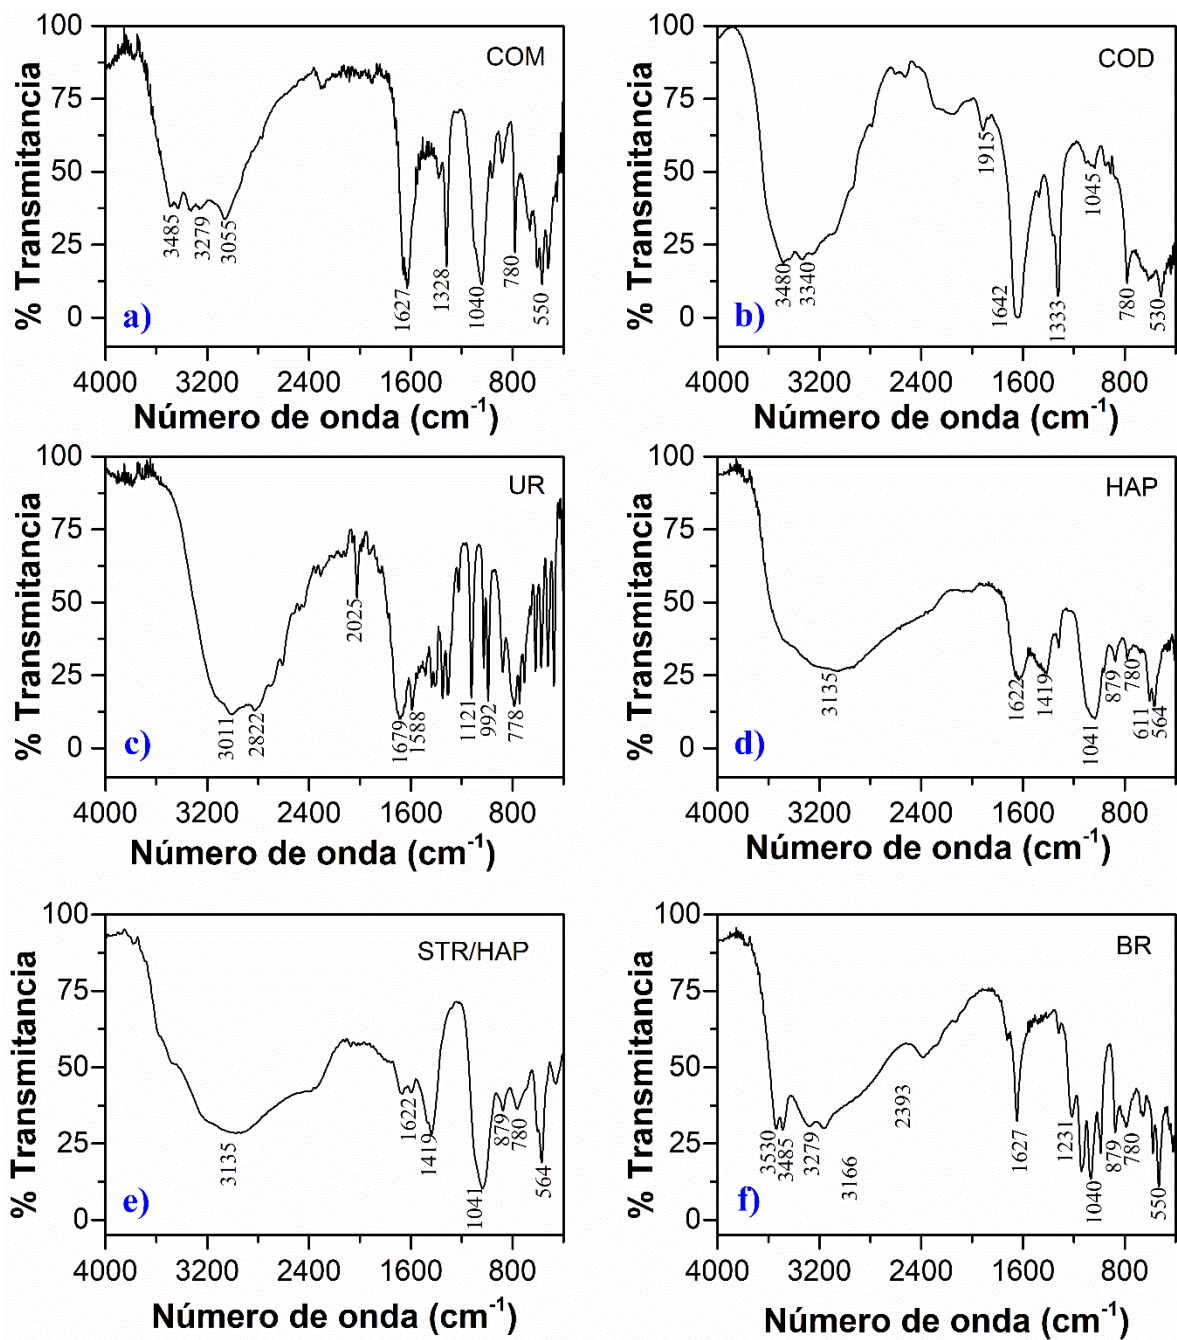 COM
% Transmitancia
100
75
50
25
0
3485
3279
3055
1627
1328
1040
780
550
a)
4000 3200 2400 1600 800
Número de onda (cm⁻¹)
COD
% Transmitancia
100
75
50
25
0
3480
3340
1915
1642
1333
1045
780
530
b)
4000 3200 2400 1600 800
Número de onda (cm⁻¹)
UR
% Transmitancia
100
75
50
25
0
3011
2822
2025
1679
1588
1121
992
778
c)
4000 3200 2400 1600 800
Número de onda (cm⁻¹)
HAP
% Transmitancia
100
75
50
25
0
3135
1622
1419
1041
879
780
611
564
d)
4000 3200 2400 1600 800
Número de onda (cm⁻¹)
STR/HAP
% Transmitancia
100
75
50
25
0
3135
1622
1419
1041
879
780
564
e)
4000 3200 2400 1600 800
Número de onda (cm⁻¹)
BR
% Transmitancia
100
75
50
25
0
3530
3485
3279
3166
2393
1627
1231
1040
879
780
550
f)
4000 3200 2400 1600 800
Número de onda (cm⁻¹)